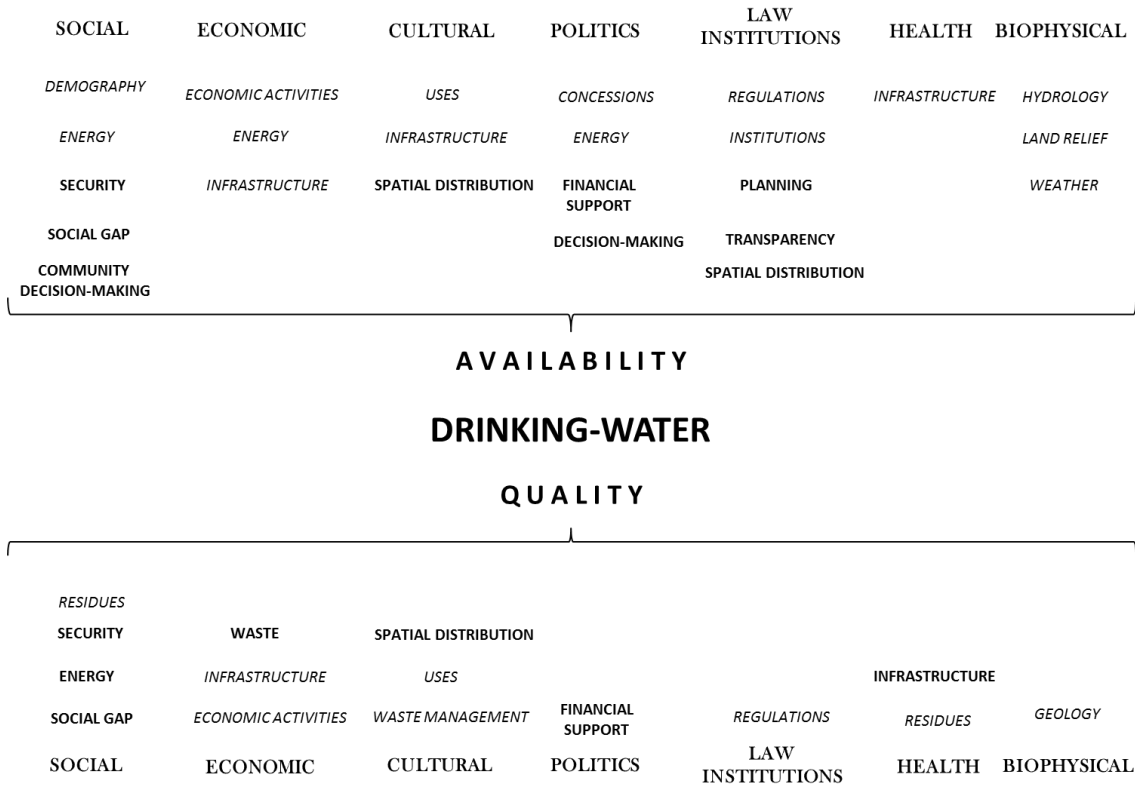 SOCIAL ECONOMIC CULTURAL POLITICS LAW INSTITUTIONS HEALTH BIOPHYSICAL
DEMOGRAPHY ECONOMIC ACTIVITIES USES CONCESSIONS REGULATIONS INFRASTRUCTURE HYDROLOGY
ENERGY ENERGY INFRASTRUCTURE ENERGY INSTITUTIONS LAND RELIEF
SECURITY INFRASTRUCTURE SPATIAL DISTRIBUTION FINANCIAL SUPPORT PLANNING WEATHER
SOCIAL GAP DECISION-MAKING TRANSPARENCY
COMMUNITY DECISION-MAKING SPATIAL DISTRIBUTION
AVAILABILITY
DRINKING-WATER
QUALITY
RESIDUES
SECURITY WASTE SPATIAL DISTRIBUTION
ENERGY INFRASTRUCTURE USES INFRASTRUCTURE
SOCIAL GAP ECONOMIC ACTIVITIES WASTE MANAGEMENT FINANCIAL SUPPORT REGULATIONS RESIDUES GEOLOGY
SOCIAL ECONOMIC CULTURAL POLITICS LAW INSTITUTIONS HEALTH BIOPHYSICAL